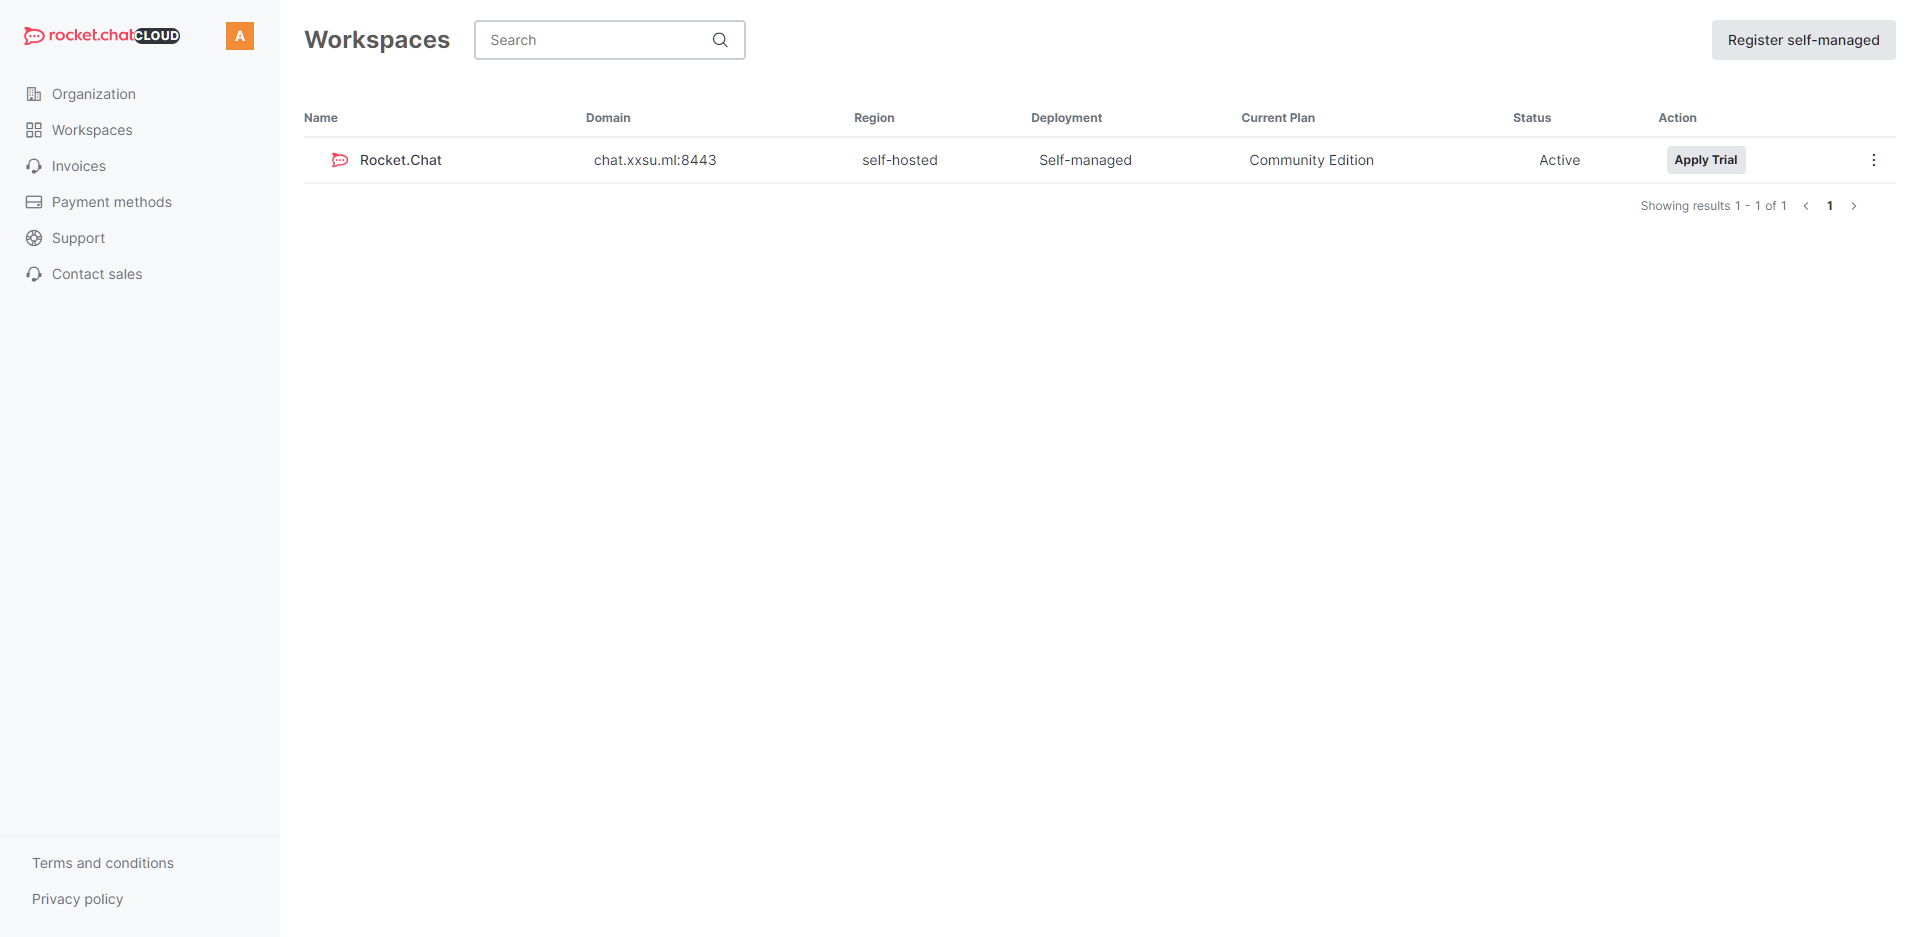 rocket.chat CLOUD
A
Organization
Workspaces
Invoices
Payment methods
Support
Contact sales
Terms and conditions
Privacy policy
Workspaces
Search
Register self-managed
Name Domain Region Deployment Current Plan Status Action
Rocket.Chat chat.xxsu.ml:8443 self-hosted Self-managed Community Edition Active Apply Trial
Showing results 1 - 1 of 1 1